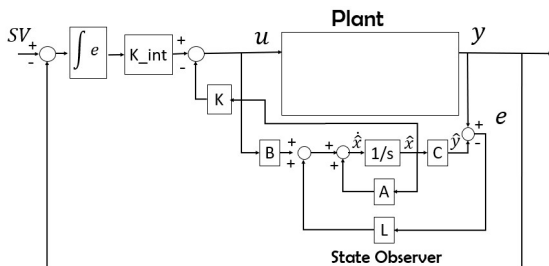 Plant
SV + - ∫ e K_int + - u y
K
+ - e
B + + + + ẋ̂ 1/s x̂ C ŷ
A
L
State Observer